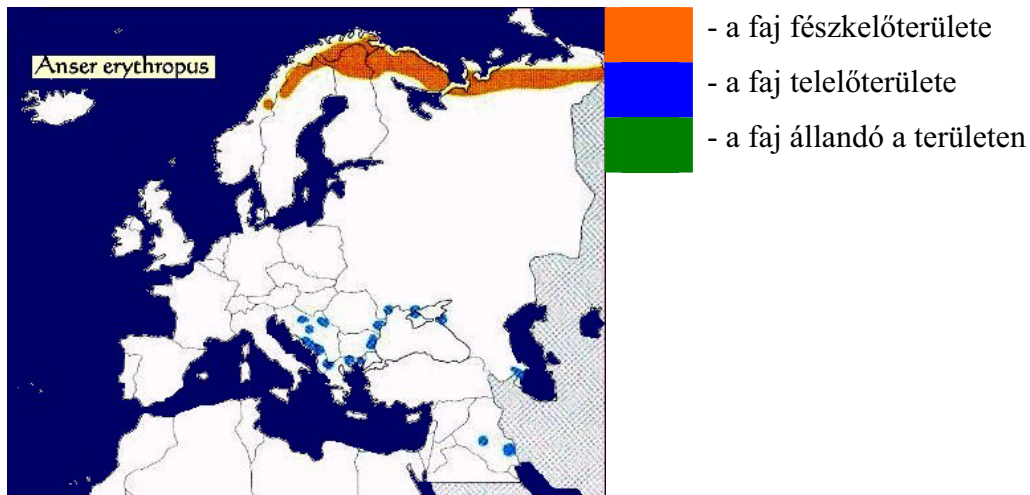 Anser erythropus
- a faj fészkelőterülete
- a faj telelőterülete
- a faj állandó a területen